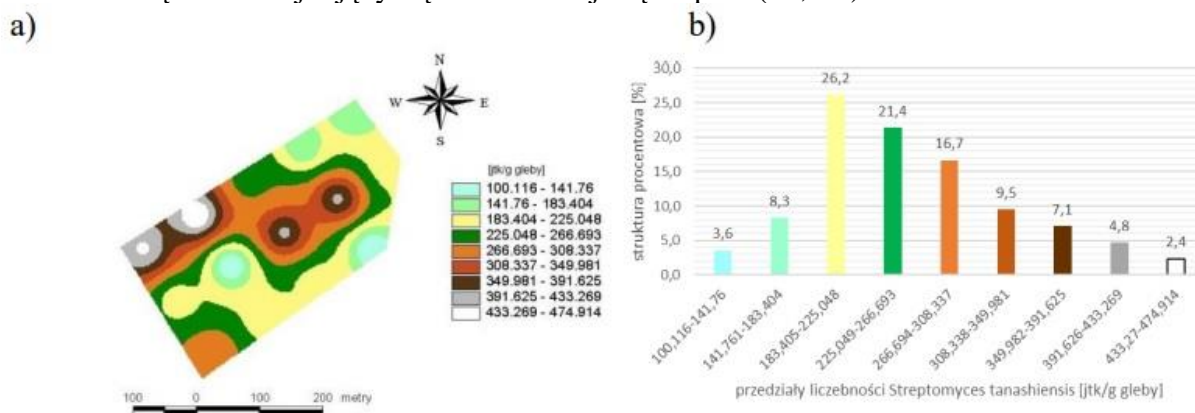 a)
N
W E
S
[jtk/g gleby]
100.116 - 141.76
141.76 - 183.404
183.404 - 225.048
225.048 - 266.693
266.693 - 308.337
308.337 - 349.981
349.981 - 391.625
391.625 - 433.269
433.269 - 474.914
100 0 100 200 metry
b)
struktura procentowa [%]
30,0
25,0
20,0
15,0
10,0
5,0
0,0
3,6
8,3
26,2
21,4
16,7
9,5
7,1
4,8
2,4
100,116-141,76
141,761-183,404
183,405-225,048
225,049-266,693
266,694-308,337
308,338-349,981
349,982-391,625
391,626-433,269
433,27-474,914
przedziały liczebności Streptomyces tanashiensis [jtk/g gleby]